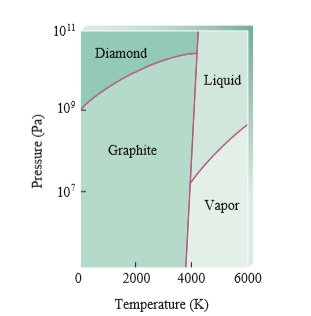 10¹¹
Diamond
Liquid
10⁹
Graphite
10⁷
Vapor
Pressure (Pa)
0 2000 4000 6000
Temperature (K)